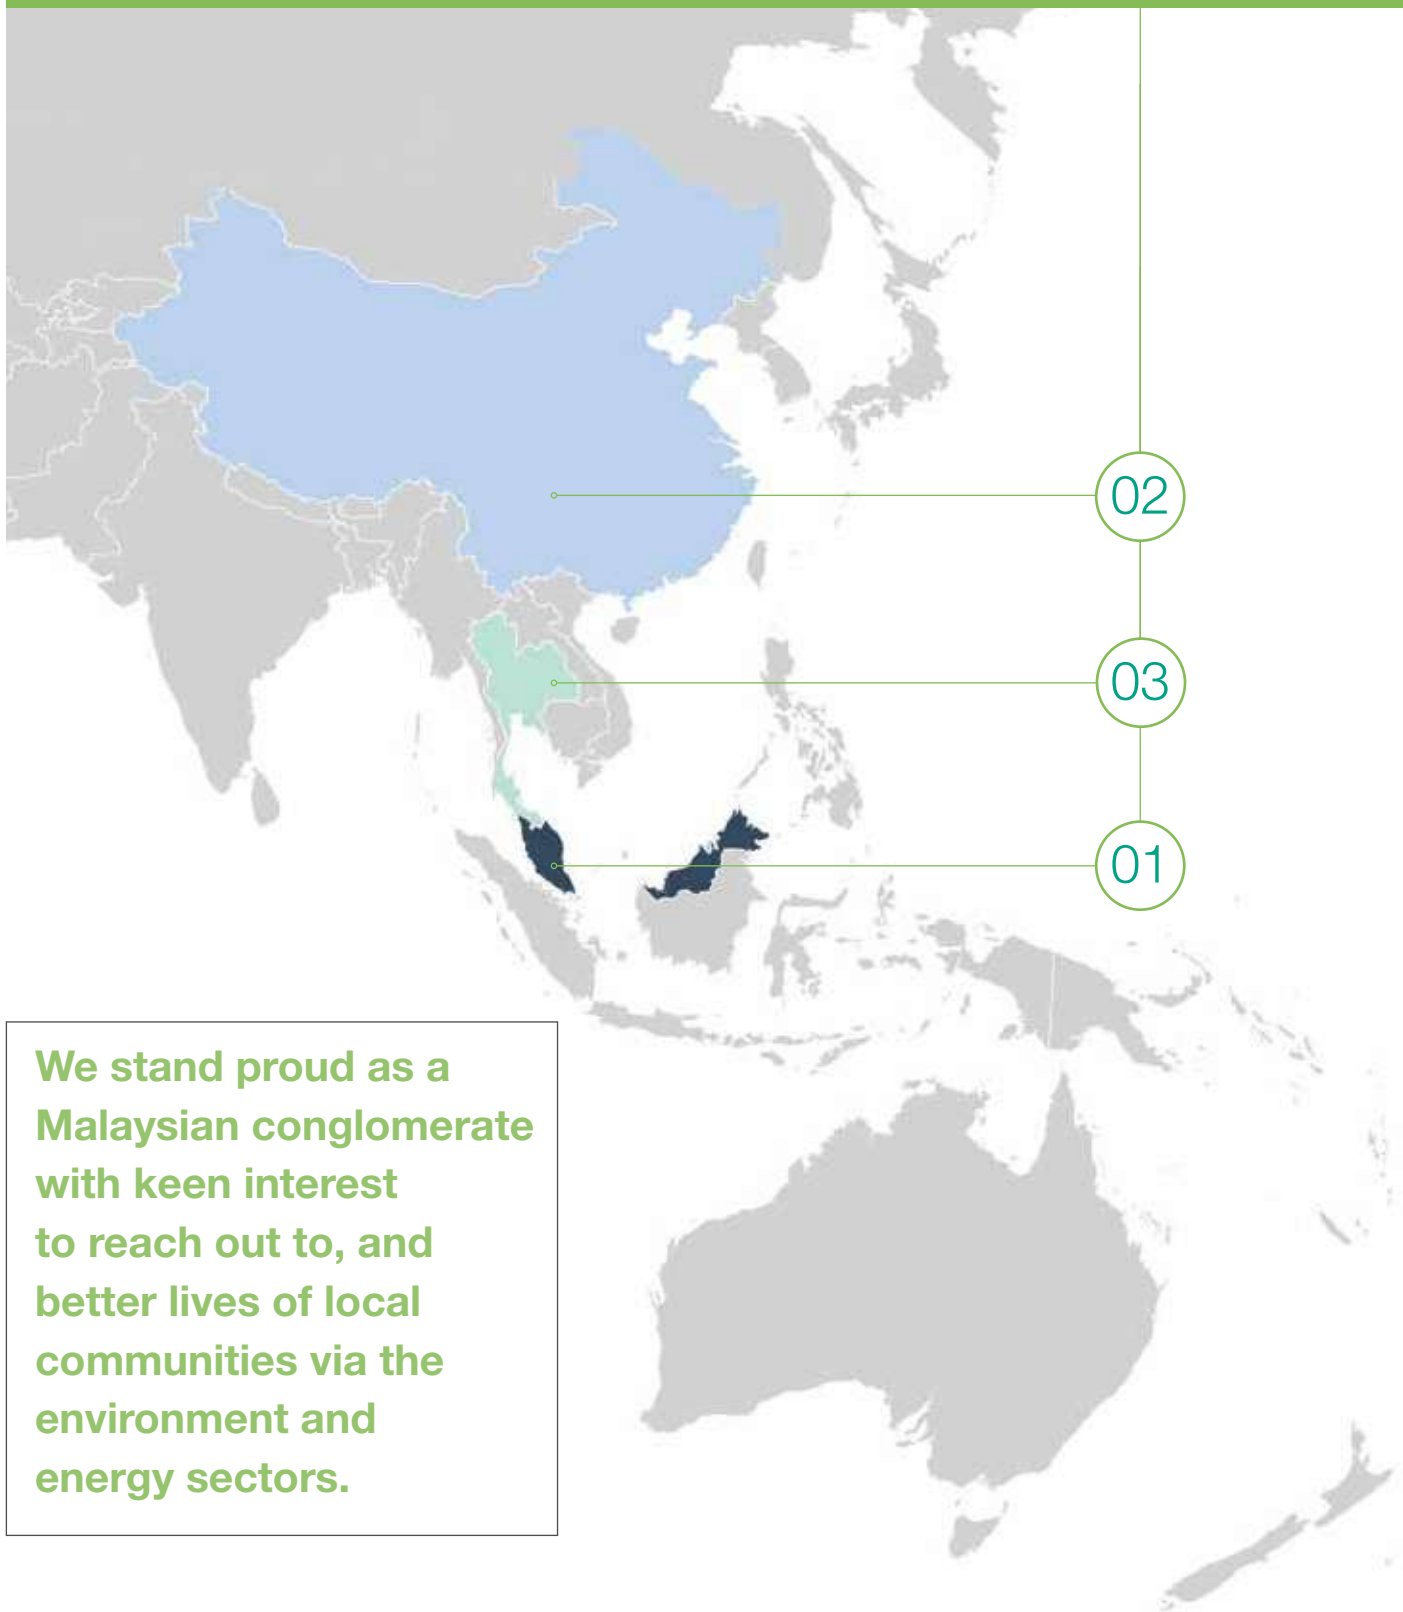 02
03
01
We stand proud as a
Malaysian conglomerate
with keen interest
to reach out to, and
better lives of local
communities via the
environment and
energy sectors.